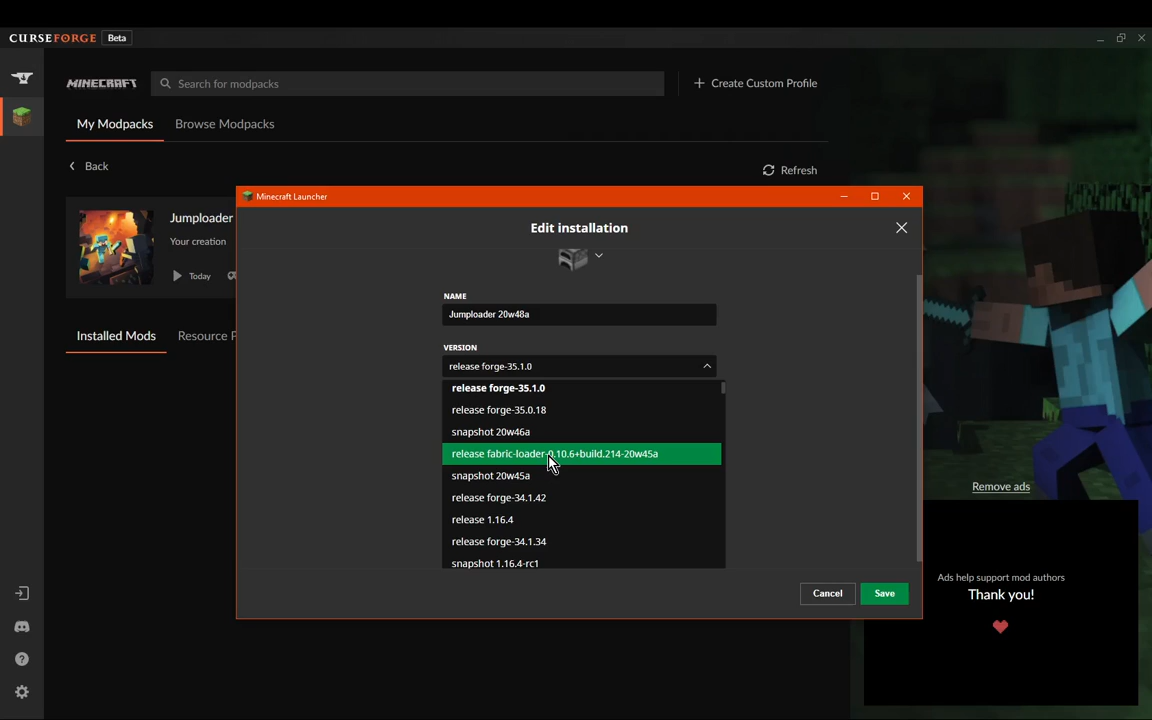 CURSEFORGE Beta
MINECRAFT
Search for modpacks
+ Create Custom Profile
My Modpacks
Browse Modpacks
Back
Refresh
Minecraft Launcher
Edit installation
Jumploader
Your creation
Today
NAME
Jumploader 20w48a
Installed Mods
Resource P
VERSION
release forge-35.1.0
release forge-35.1.0
release forge-35.0.18
snapshot 20w46a
release fabric-loader-0.10.6+build.214-20w45a
snapshot 20w45a
release forge-34.1.42
release 1.16.4
release forge-34.1.34
snapshot 1.16.4-rc1
Cancel
Save
Remove ads
Ads help support mod authors
Thank you!